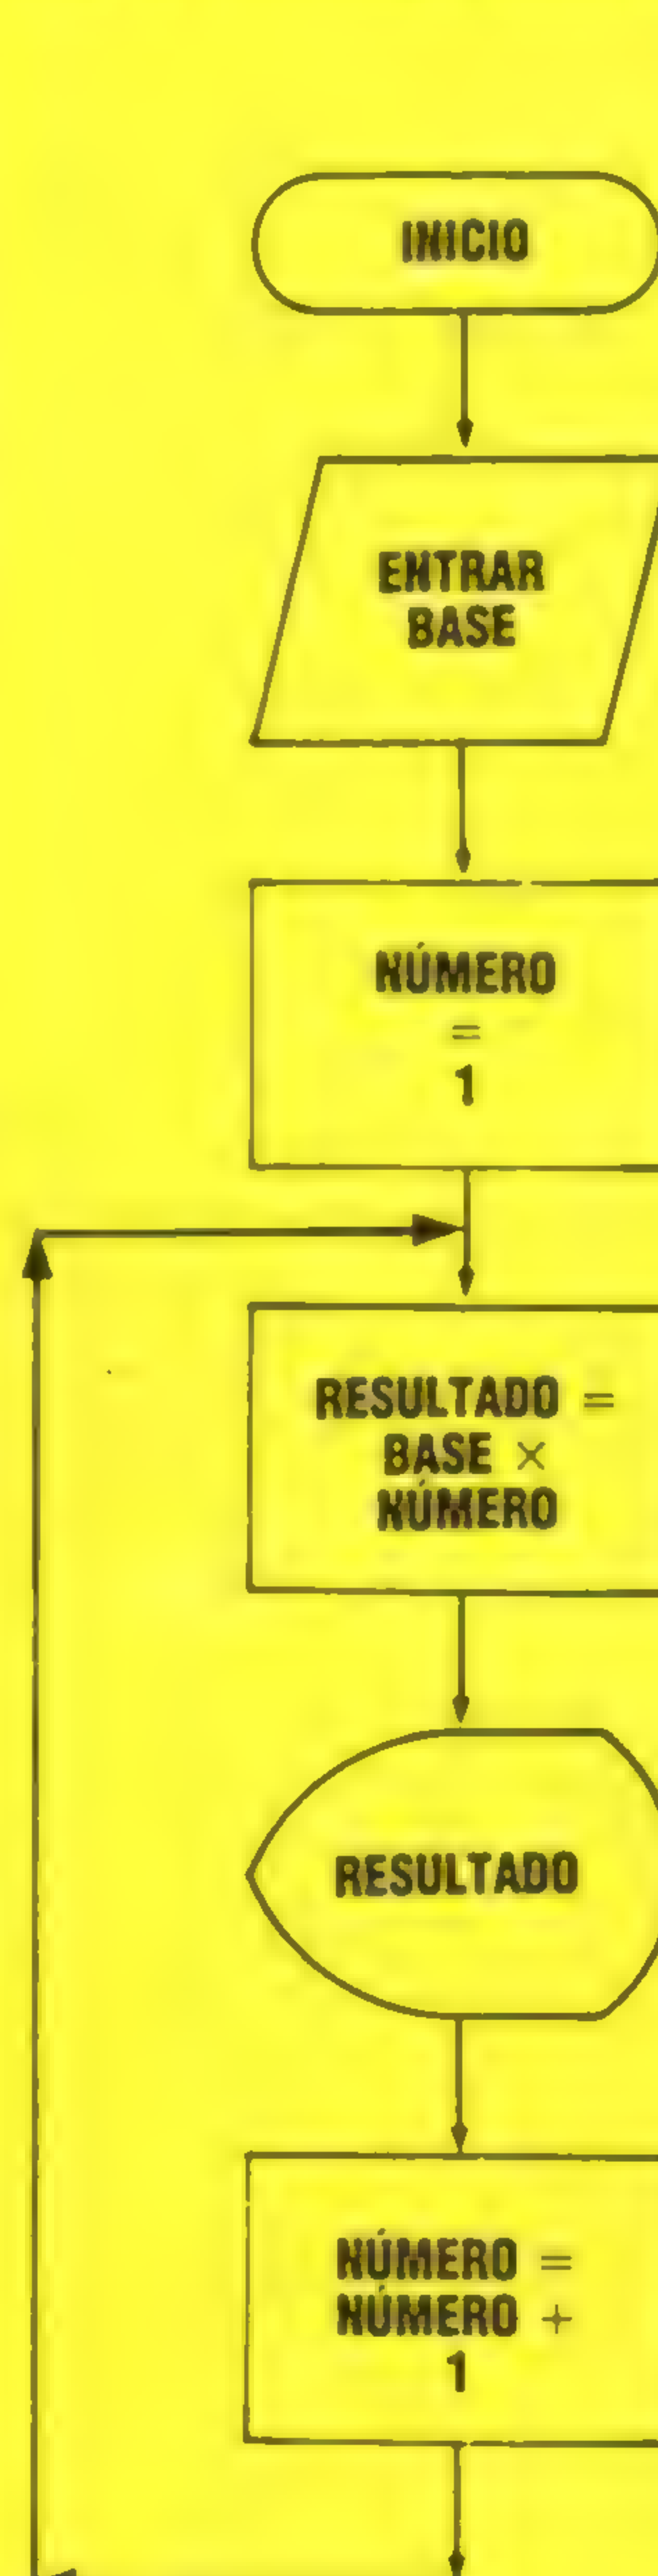 INICIO
ENTRAR
BASE
NÚMERO
=
1
RESULTADO =
BASE ×
NÚMERO
RESULTADO
NÚMERO =
NÚMERO +
1